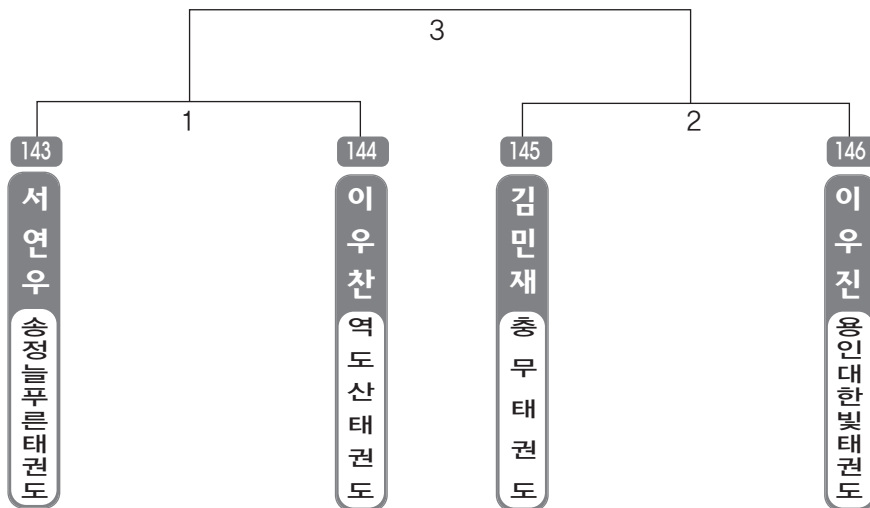 3
1
2
143
144
145
146
서연우
이우찬
김민재
이우진
송정늘푸른태권도
역도산태권도
충무태권도
용인대한빛태권도